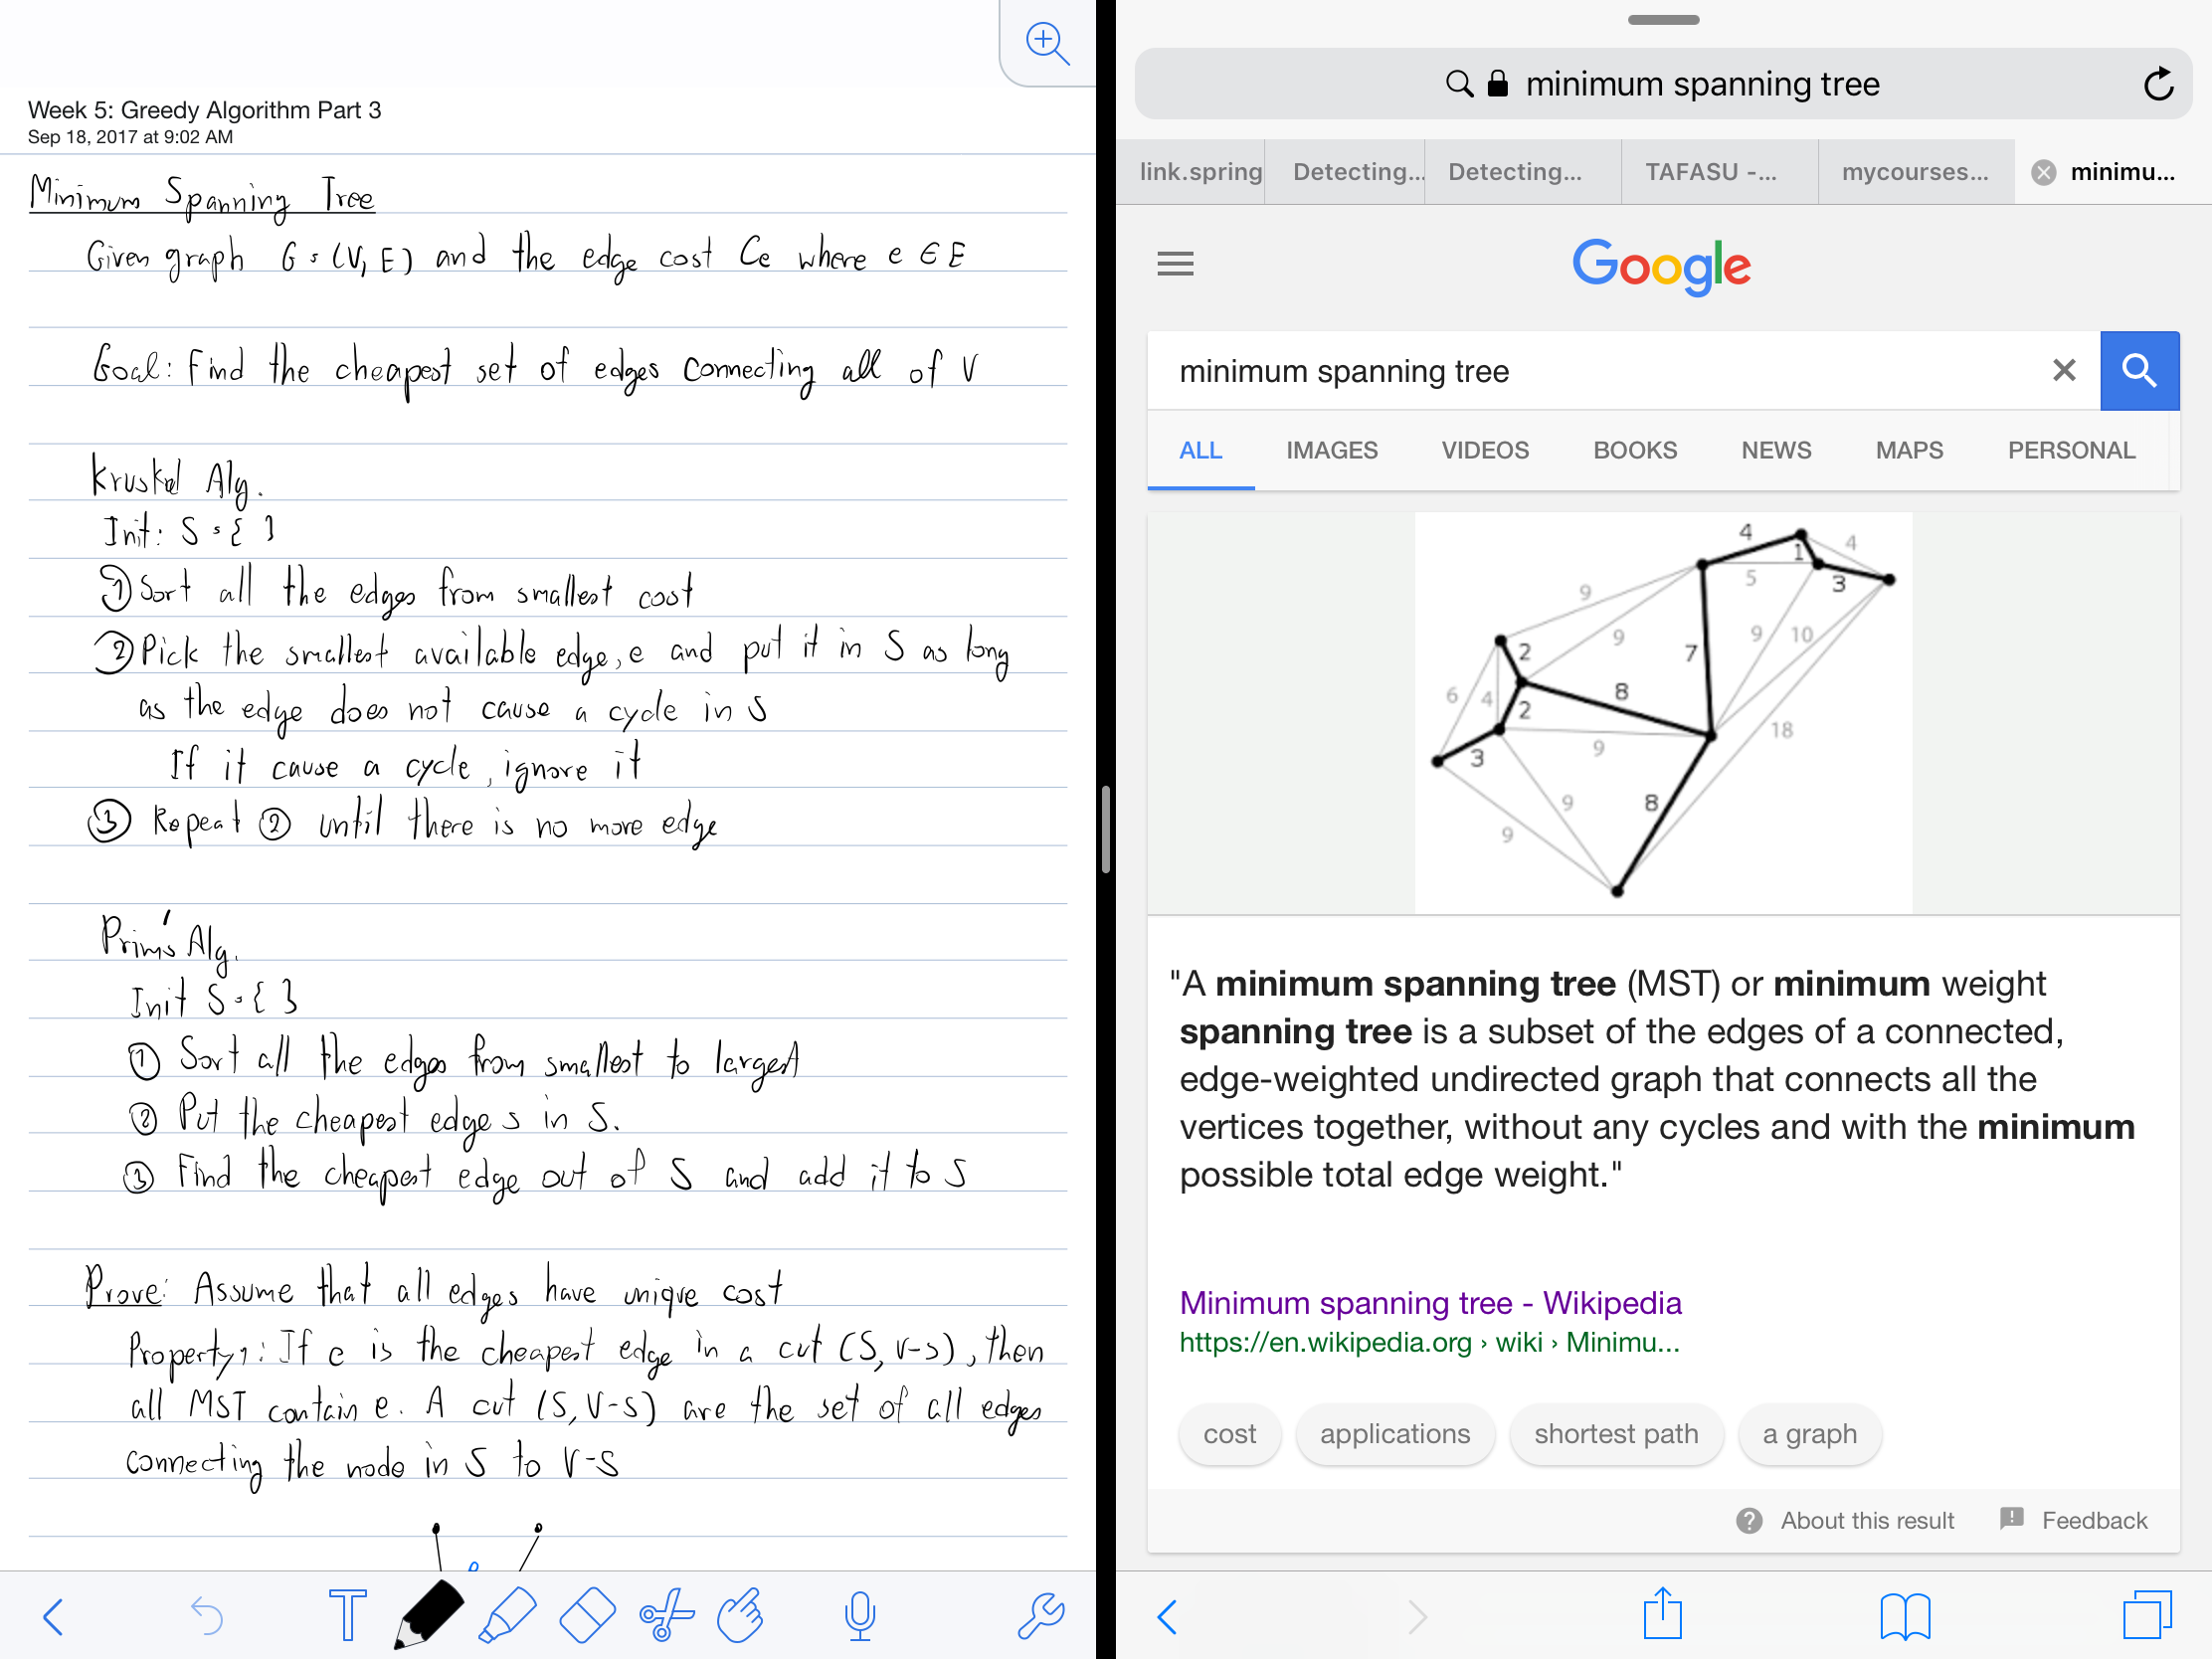 Week 5: Greedy Algorithm Part 3
Sep 18, 2017 at 9:02 AM
Minimum Spanning Tree
Given graph G = (V, E) and the edge cost Ce where e ∈ E
Goal: Find the cheapest set of edges connecting all of V
Kruskal Alg.
Init: S = { }
① Sort all the edges from smallest cost
② Pick the smallest available edge, e and put it in S as long
as the edge does not cause a cycle in S
If it cause a cycle, ignore it
③ Repeat ② until there is no more edge
Prim's Alg.
Init S = { }
① Sort all the edges from smallest to largest
② Put the cheapest edge s in S.
③ Find the cheapest edge out of S and add it to S
Prove: Assume that all edges have unique cost
Property 1: If e is the cheapest edge in a cut (S, V-S), then
all MST contain e. A cut (S, V-S) are the set of all edges
connecting the node in S to V-S
e
T
minimum spanning tree
link.spring
Detecting...
Detecting...
TAFASU -...
mycourses...
minimu...
Google
minimum spanning tree
ALL IMAGES VIDEOS BOOKS NEWS MAPS PERSONAL
4
1
4
5
3
9
9
9
10
2
7
6
4
8
2
18
9
3
9
8
9
"A minimum spanning tree (MST) or minimum weight
spanning tree is a subset of the edges of a connected,
edge-weighted undirected graph that connects all the
vertices together, without any cycles and with the minimum
possible total edge weight."
Minimum spanning tree - Wikipedia
https://en.wikipedia.org › wiki › Minimu...
cost
applications
shortest path
a graph
About this result
Feedback